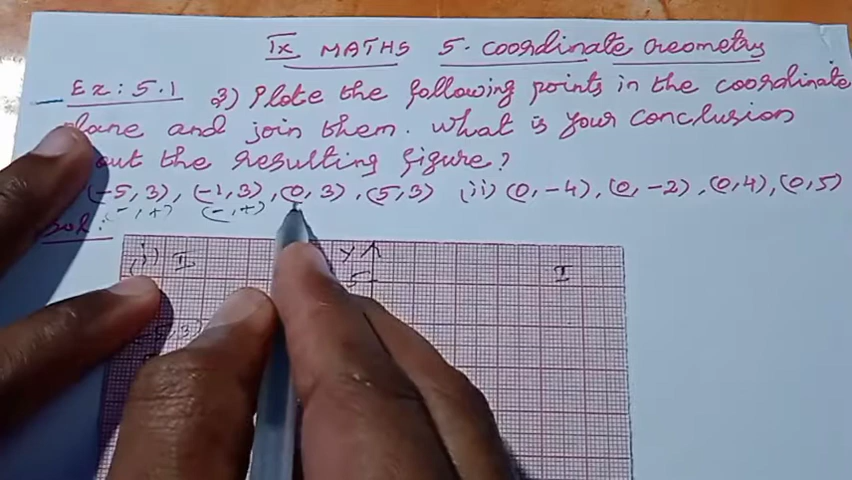 IX MATHS 5. Coordinate Geometry
Ex: 5.1 3) Plote the following points in the coordinate
plane and join them. What is your conclusion
out the resulting figure?
(-5, 3), (-1, 3), (0, 3), (5, 3) (ii) (0, -4), (0, -2), (0, 4), (0, 5)
(-, +) (-, +)
Sol:
(i) II Y I
5